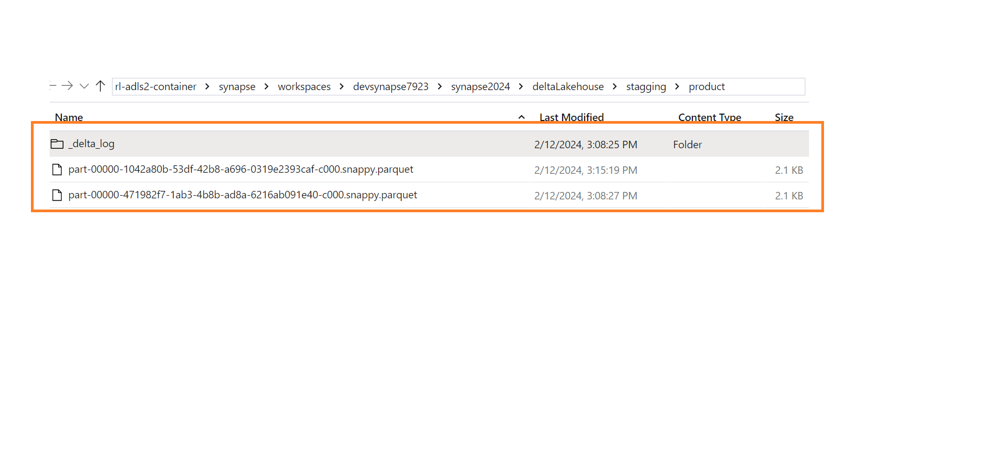 rl-adls2-container > synapse > workspaces > devsynapse7923 > synapse2024 > deltaLakehouse > stagging > product
Name Last Modified Content Type Size
_delta_log 2/12/2024, 3:08:25 PM Folder
part-00000-1042a80b-53df-42b8-a696-0319e2393caf-c000.snappy.parquet 2/12/2024, 3:15:19 PM 2.1 KB
part-00000-471982f7-1ab3-4b8b-ad8a-6216ab091e40-c000.snappy.parquet 2/12/2024, 3:08:27 PM 2.1 KB